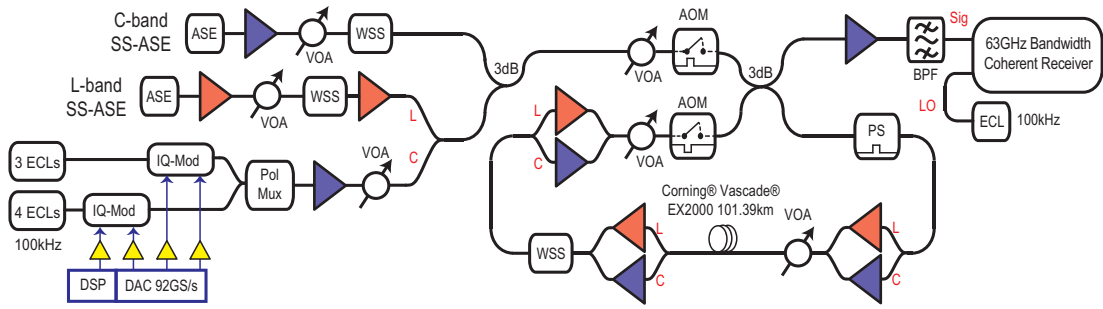 C-band
SS-ASE
ASE
VOA
WSS
L-band
SS-ASE
ASE
VOA
WSS
L
C
3dB
3 ECLs
IQ-Mod
4 ECLs
IQ-Mod
100kHz
Pol
Mux
VOA
DSP
DAC 92GS/s
VOA
AOM
L
C
VOA
AOM
3dB
WSS
L
C
Corning® Vascade®
EX2000 101.39km
VOA
L
C
PS
BPF
Sig
LO
63GHz Bandwidth
Coherent Receiver
ECL
100kHz